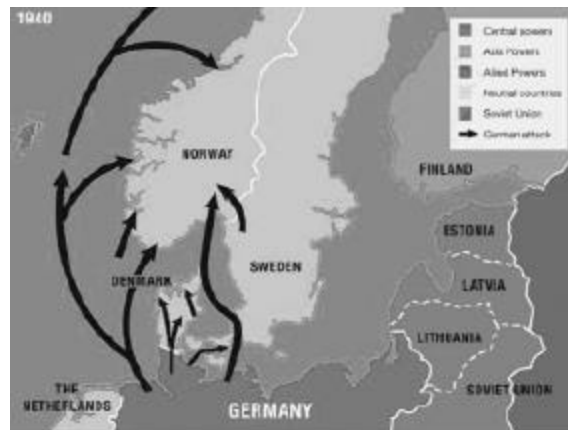 1940
Central powers
Axis Powers
Allied Powers
Neutral countries
Soviet Union
German attack
NORWAY
FINLAND
ESTONIA
SWEDEN
DENMARK
LATVIA
LITHUANIA
THE
NETHERLANDS
SOVIET UNION
GERMANY